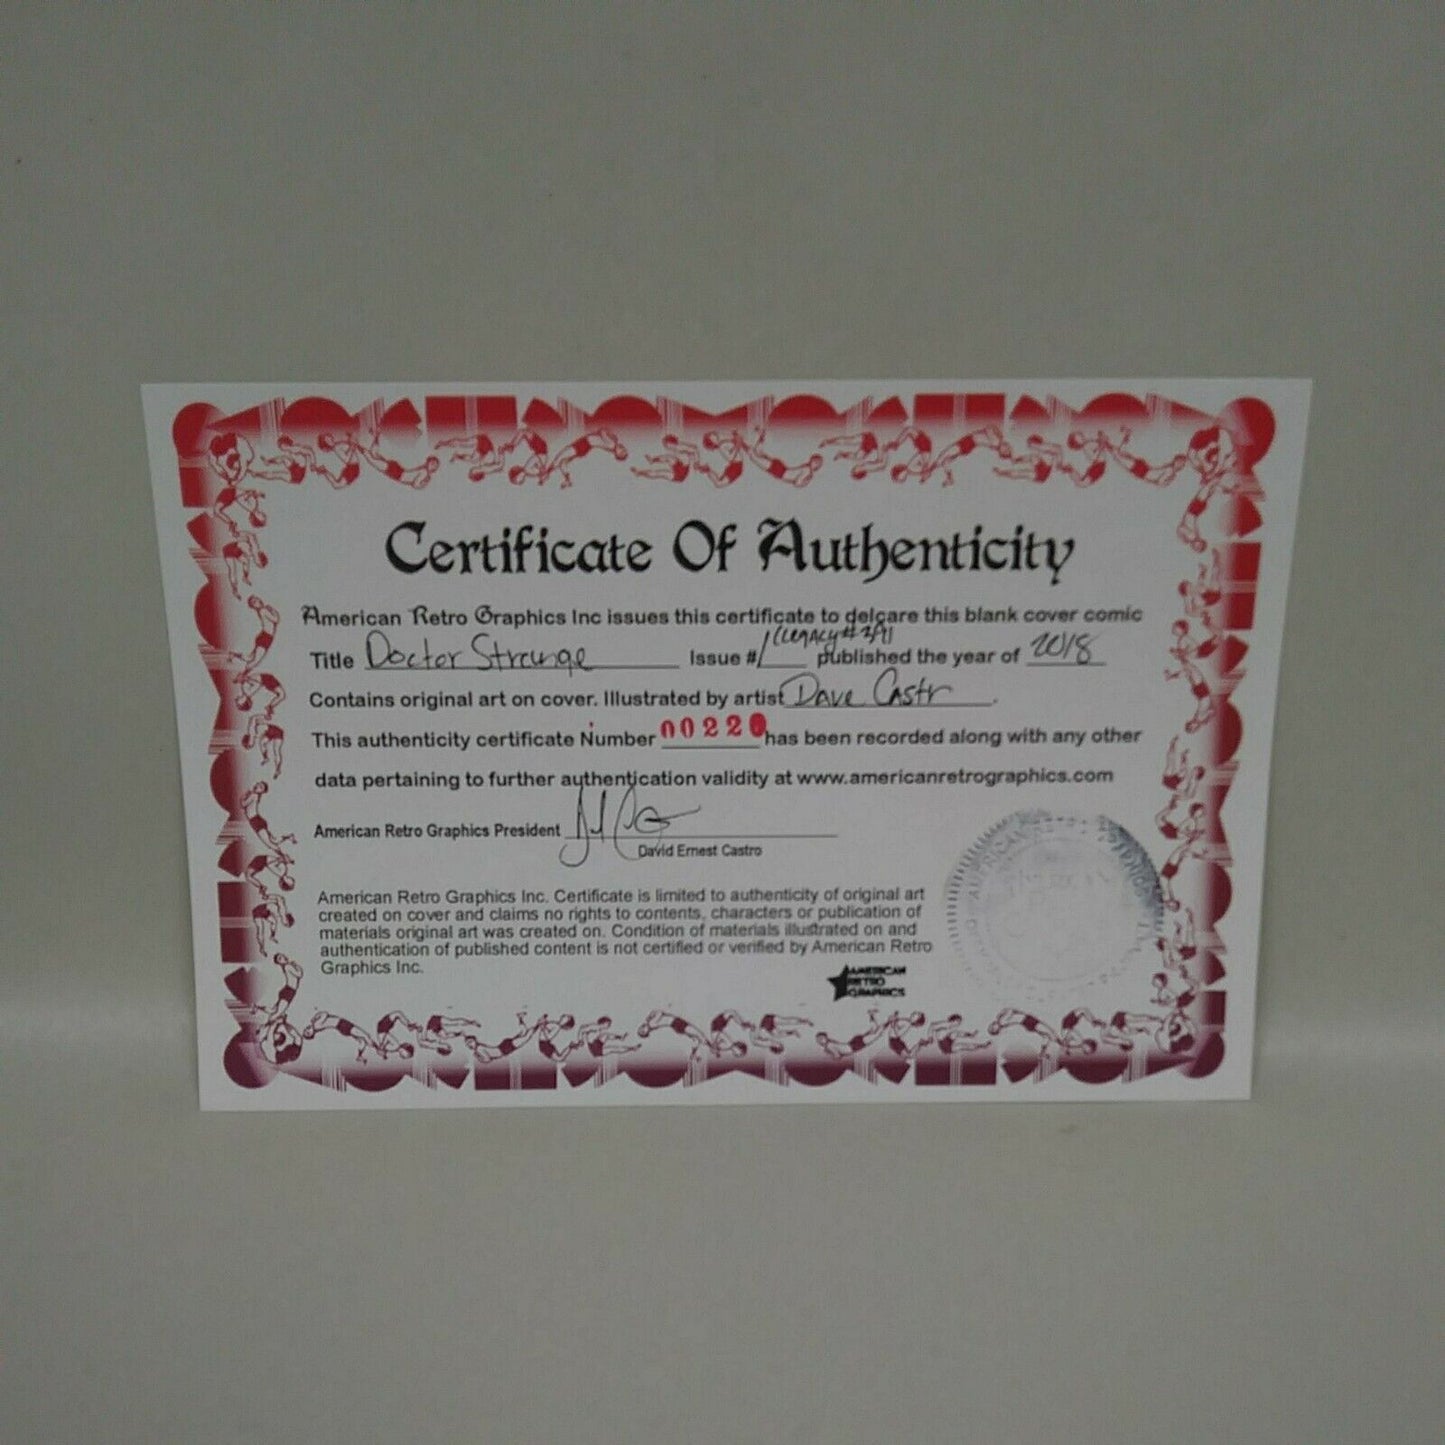 Certificate Of Authenticity
American Retro Graphics Inc issues this certificate to delcare this blank cover comic
(LEGACY #
Title Doctor Strange Issue #1 published the year of 2018
Contains original art on cover. Illustrated by artist Dave Castr.
This authenticity certificate Number 0022 has been recorded along with any other
data pertaining to further authentication validity at www.americanretrographics.com
American Retro Graphics President
David Ernest Castro
American Retro Graphics Inc. Certificate is limited to authenticity of original art
created on cover and claims no rights to contents, characters or publication of
materials original art was created on. Condition of materials illustrated on and
authentication of published content is not certified or verified by American Retro
Graphics Inc.
AMERICAN
RETRO
GRAPHICS